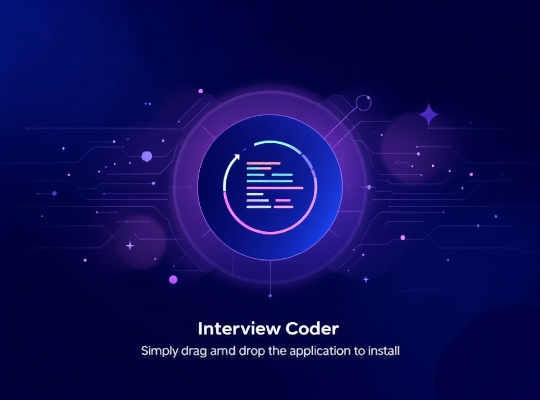 Interview Coder
Simply drag amd drop the application to install